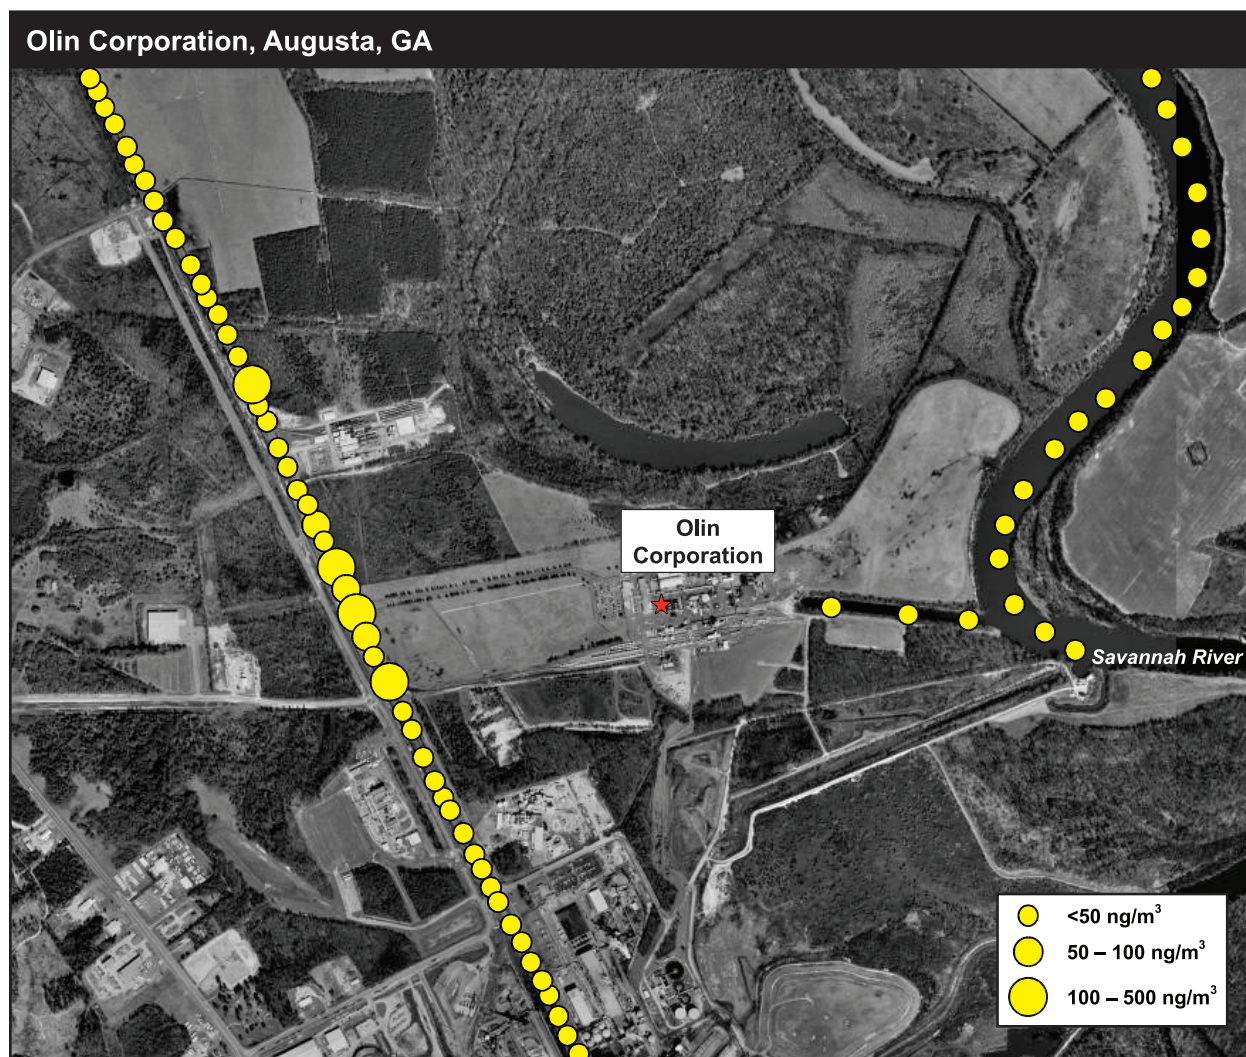 Olin Corporation, Augusta, GA
Olin
Corporation
Savannah River
<50 ng/m³
50 – 100 ng/m³
100 – 500 ng/m³